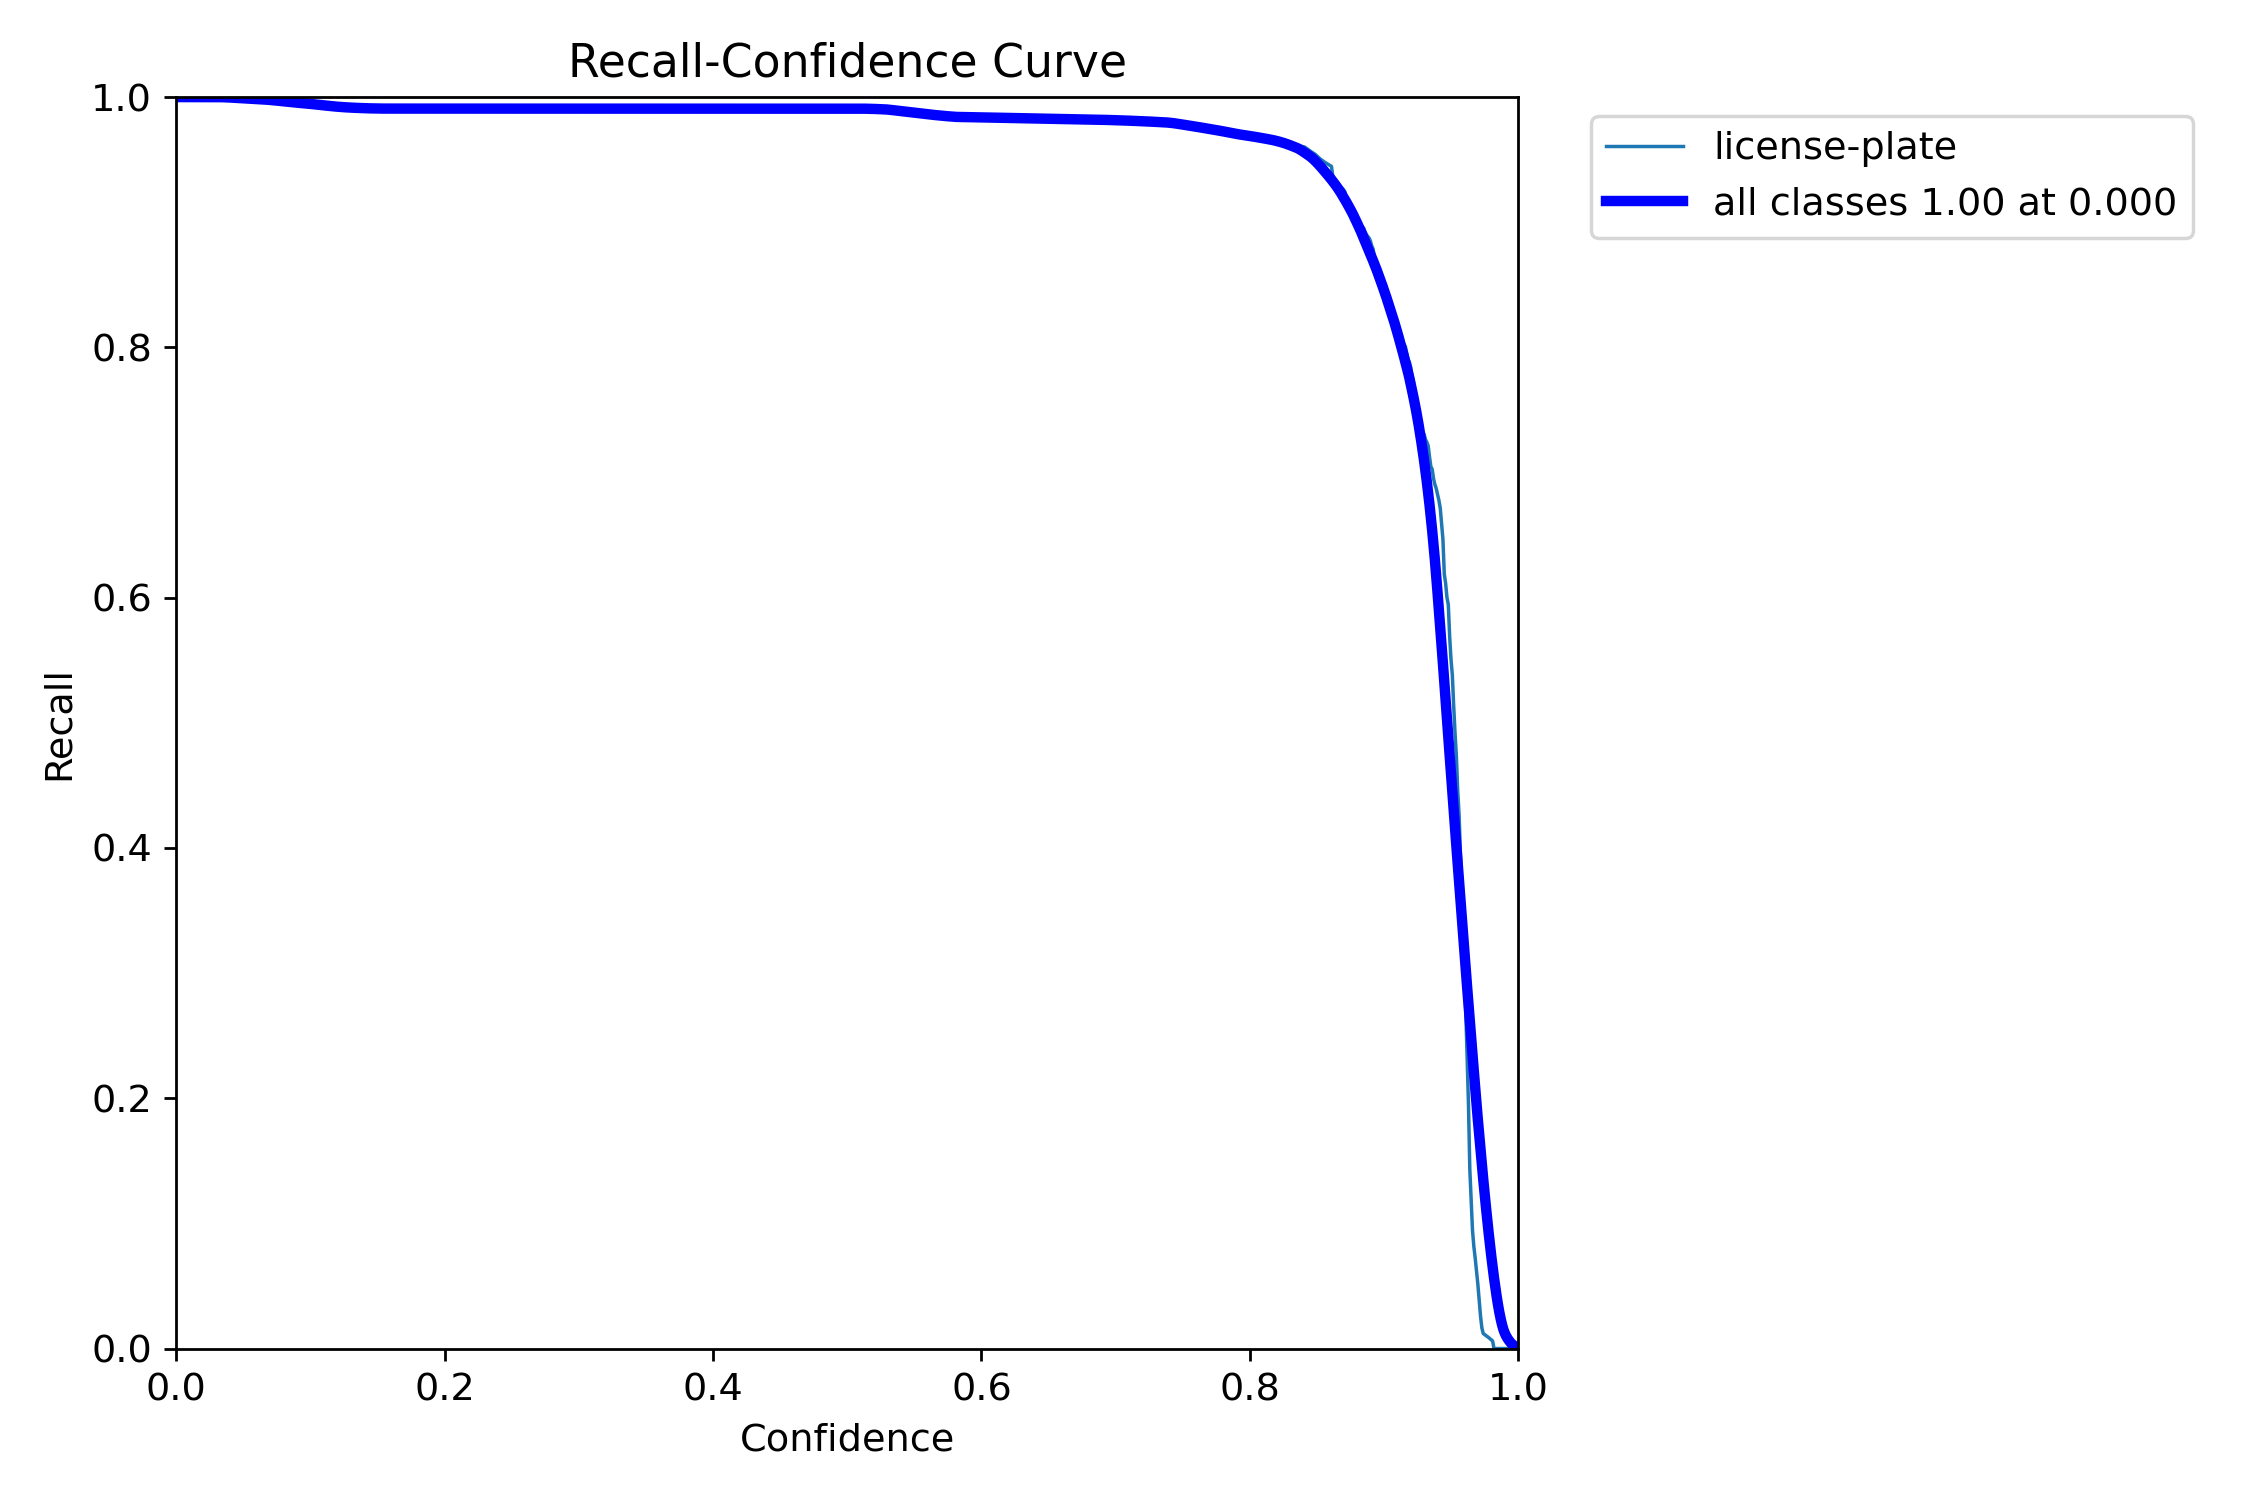 Recall-Confidence Curve
license-plate
all classes 1.00 at 0.000
Recall
1.0
0.8
0.6
0.4
0.2
0.0
0.0 0.2 0.4 0.6 0.8 1.0
Confidence